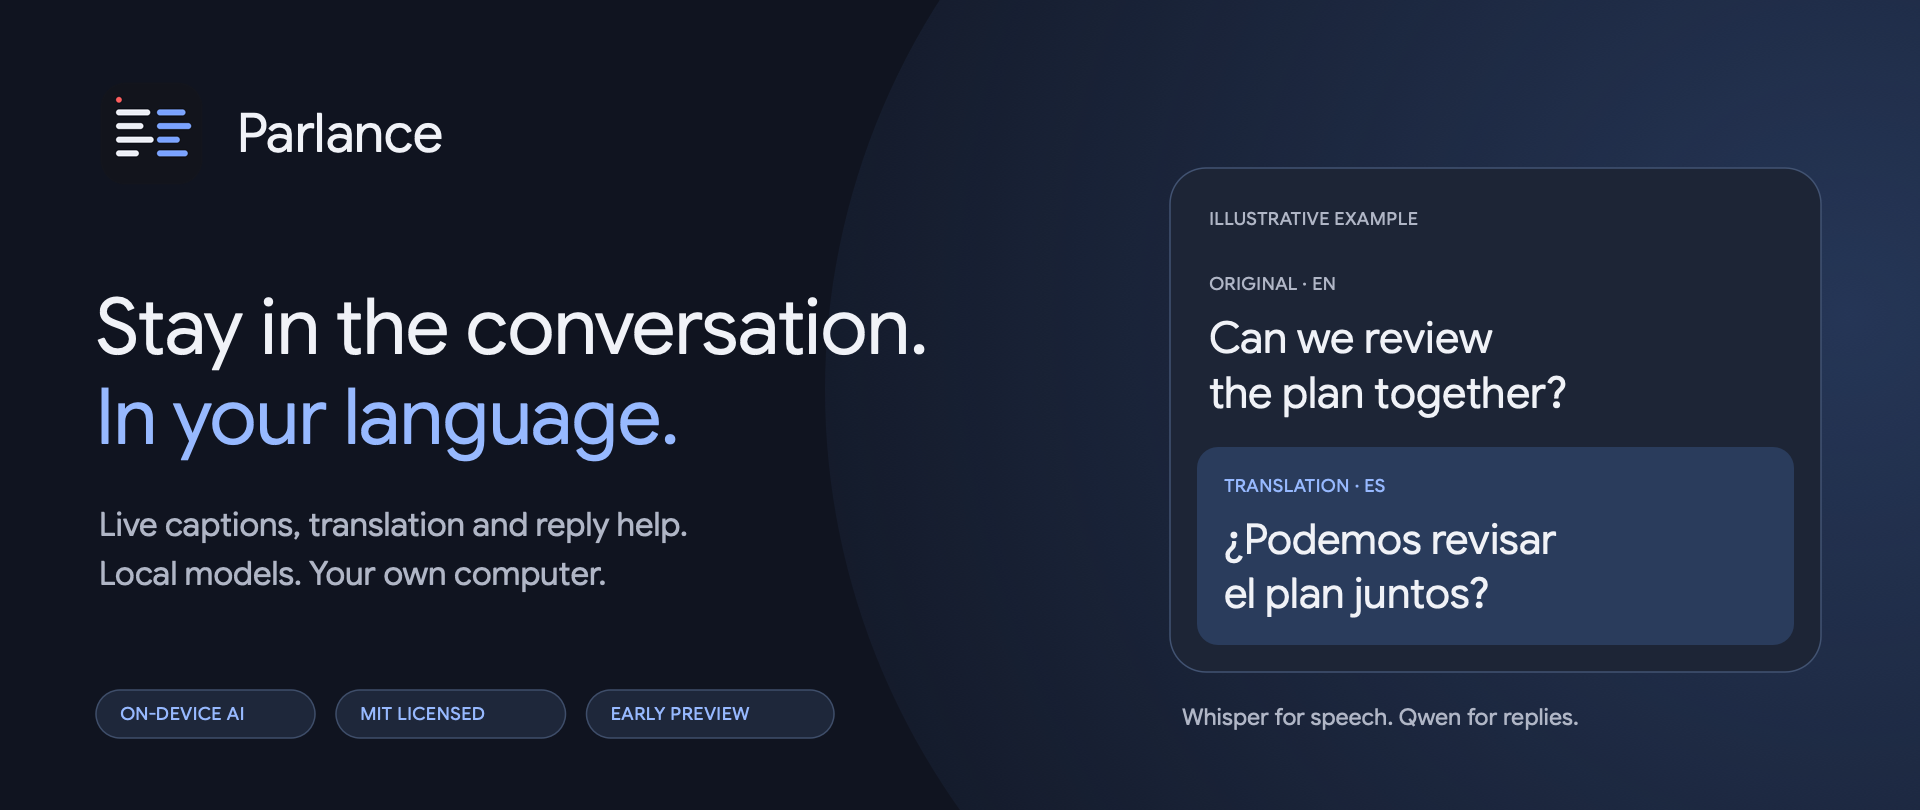 Parlance
Stay in the conversation.
In your language.
Live captions, translation and reply help.
Local models. Your own computer.
ON-DEVICE AI
MIT LICENSED
EARLY PREVIEW
ILLUSTRATIVE EXAMPLE
ORIGINAL · EN
Can we review
the plan together?
TRANSLATION · ES
¿Podemos revisar
el plan juntos?
Whisper for speech. Qwen for replies.